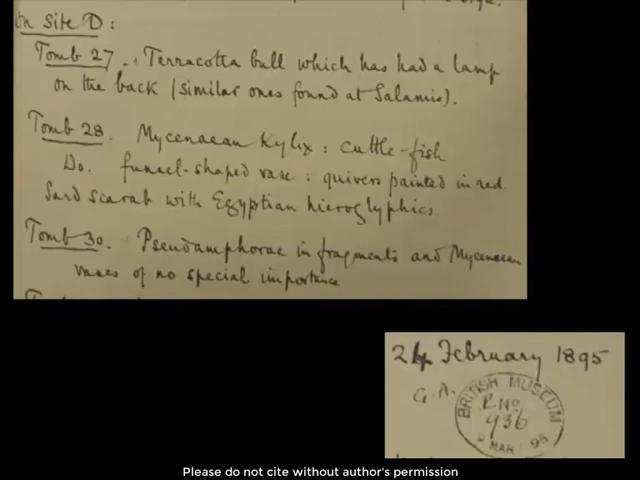 on Site D:
Tomb 27. Terracotta bull which has had a lamp
on the back (similar ones found at Salamis).
Tomb 28. Mycenaean Kylix: cuttle-fish
Do. funnel-shaped vase: quivers painted in red.
Sard scarab with Egyptian hieroglyphics.
Tomb 30. Pseudamphorae in fragments and Mycenaean
vases of no special importance
24 February 1895
G.A.
BRITISH MUSEUM
936
MAR 95
Please do not cite without author's permission